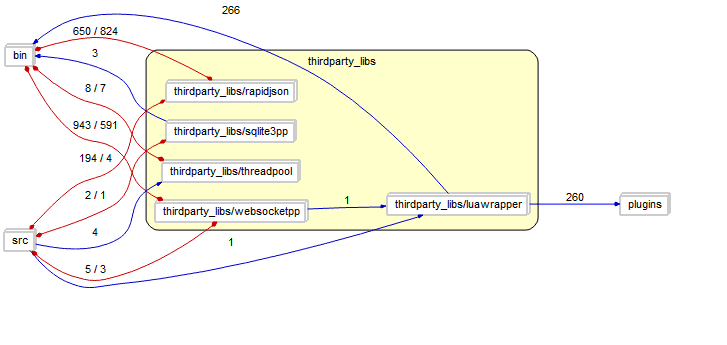 266
650 / 824
3
bin
8 / 7
943 / 591
194 / 4
2 / 1
4
src
5 / 3
thirdparty_libs
thirdparty_libs/rapidjson
thirdparty_libs/sqlite3pp
thirdparty_libs/threadpool
thirdparty_libs/websocketpp
1
thirdparty_libs/luawrapper
260
plugins
1